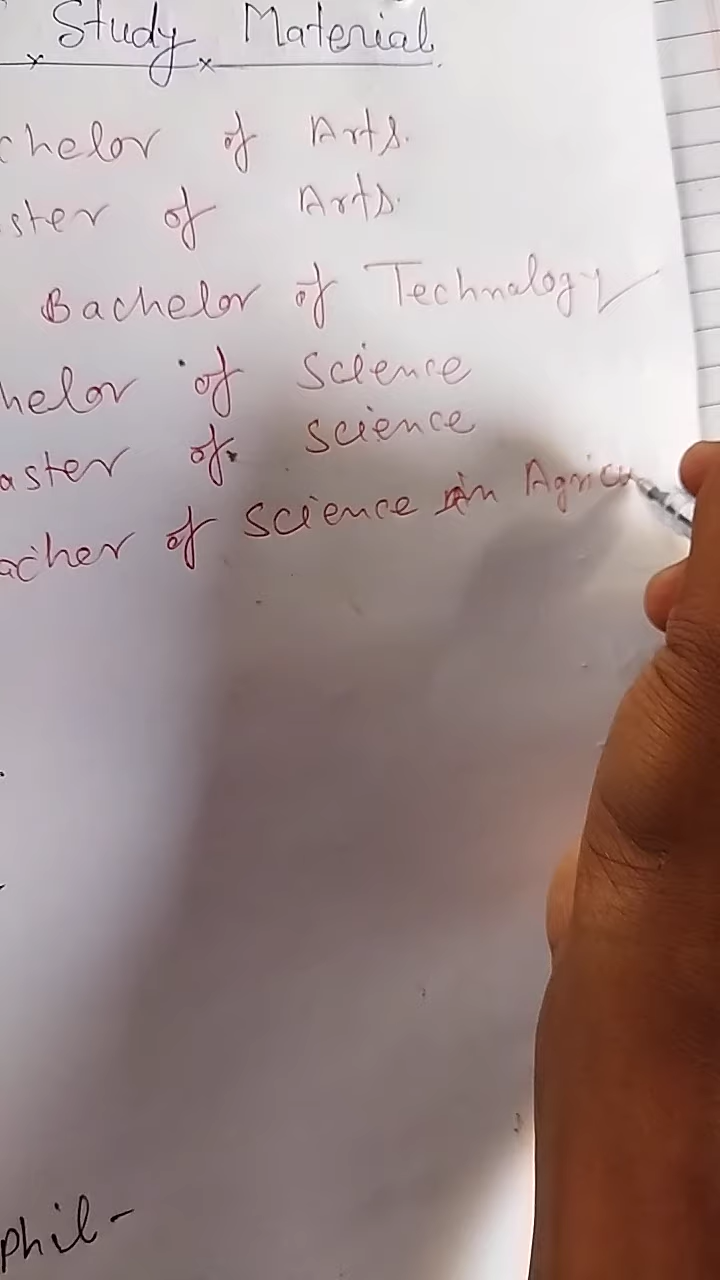 Study Material
chelor of Arts.
ster of Arts.
Bachelor of Technology
helor of Science
aster of science
acher of science in Agricu
phil-